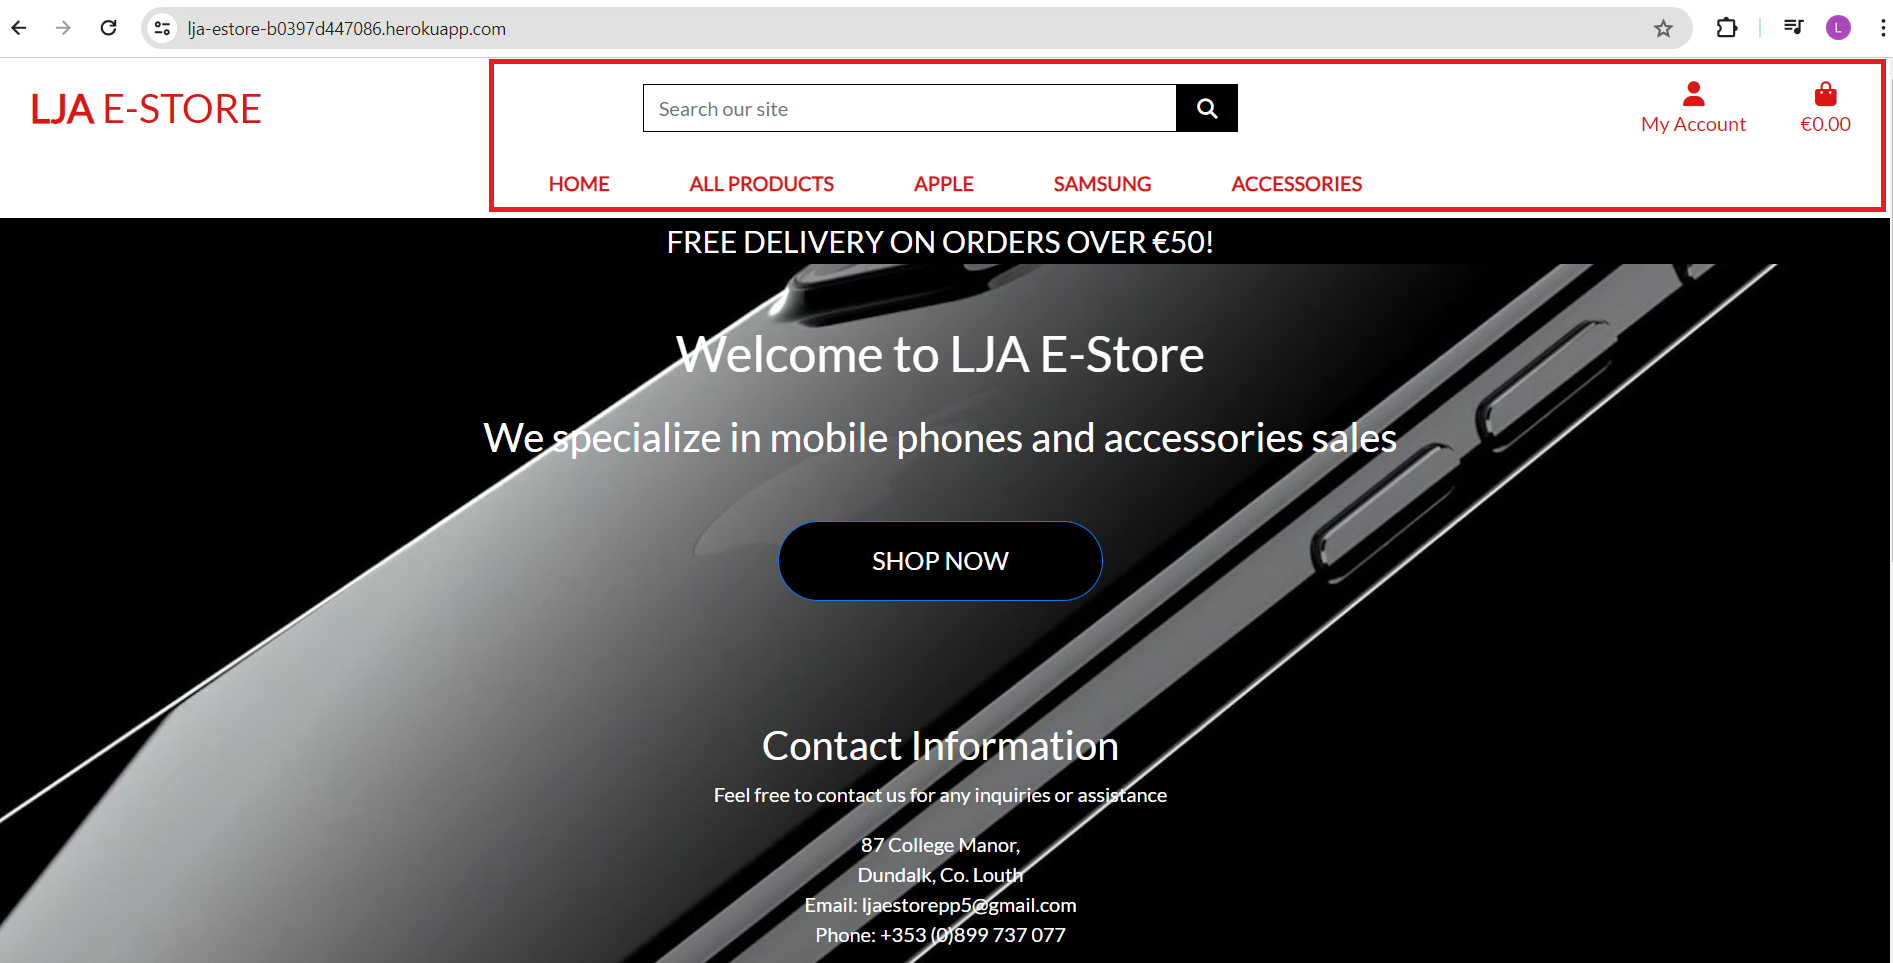 lja-estore-b0397d447086.herokuapp.com
L
LJA E-STORE
Search our site
My Account
€0.00
HOME ALL PRODUCTS APPLE SAMSUNG ACCESSORIES
FREE DELIVERY ON ORDERS OVER €50!
Welcome to LJA E-Store
We specialize in mobile phones and accessories sales
SHOP NOW
Contact Information
Feel free to contact us for any inquiries or assistance
87 College Manor,
Dundalk, Co. Louth
Email: ljaestorepp5@gmail.com
Phone: +353 (0)899 737 077